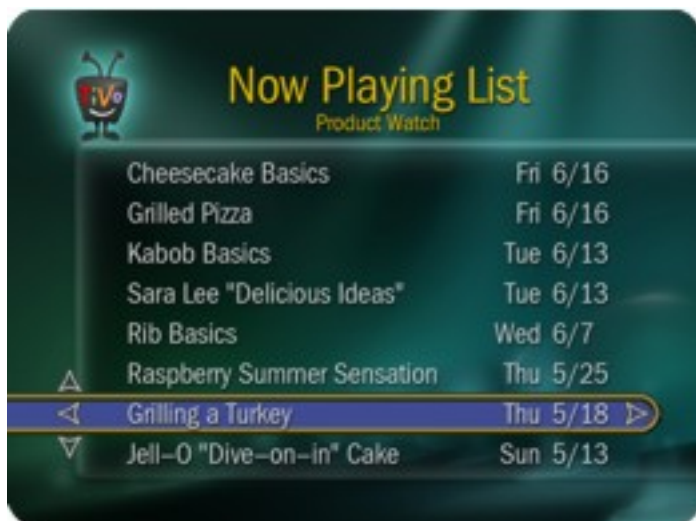 TiVo
Now Playing List
Product Watch
Cheesecake Basics Fri 6/16
Grilled Pizza Fri 6/16
Kabob Basics Tue 6/13
Sara Lee "Delicious Ideas" Tue 6/13
Rib Basics Wed 6/7
Raspberry Summer Sensation Thu 5/25
Grilling a Turkey Thu 5/18
Jell-O "Dive-on-in" Cake Sun 5/13